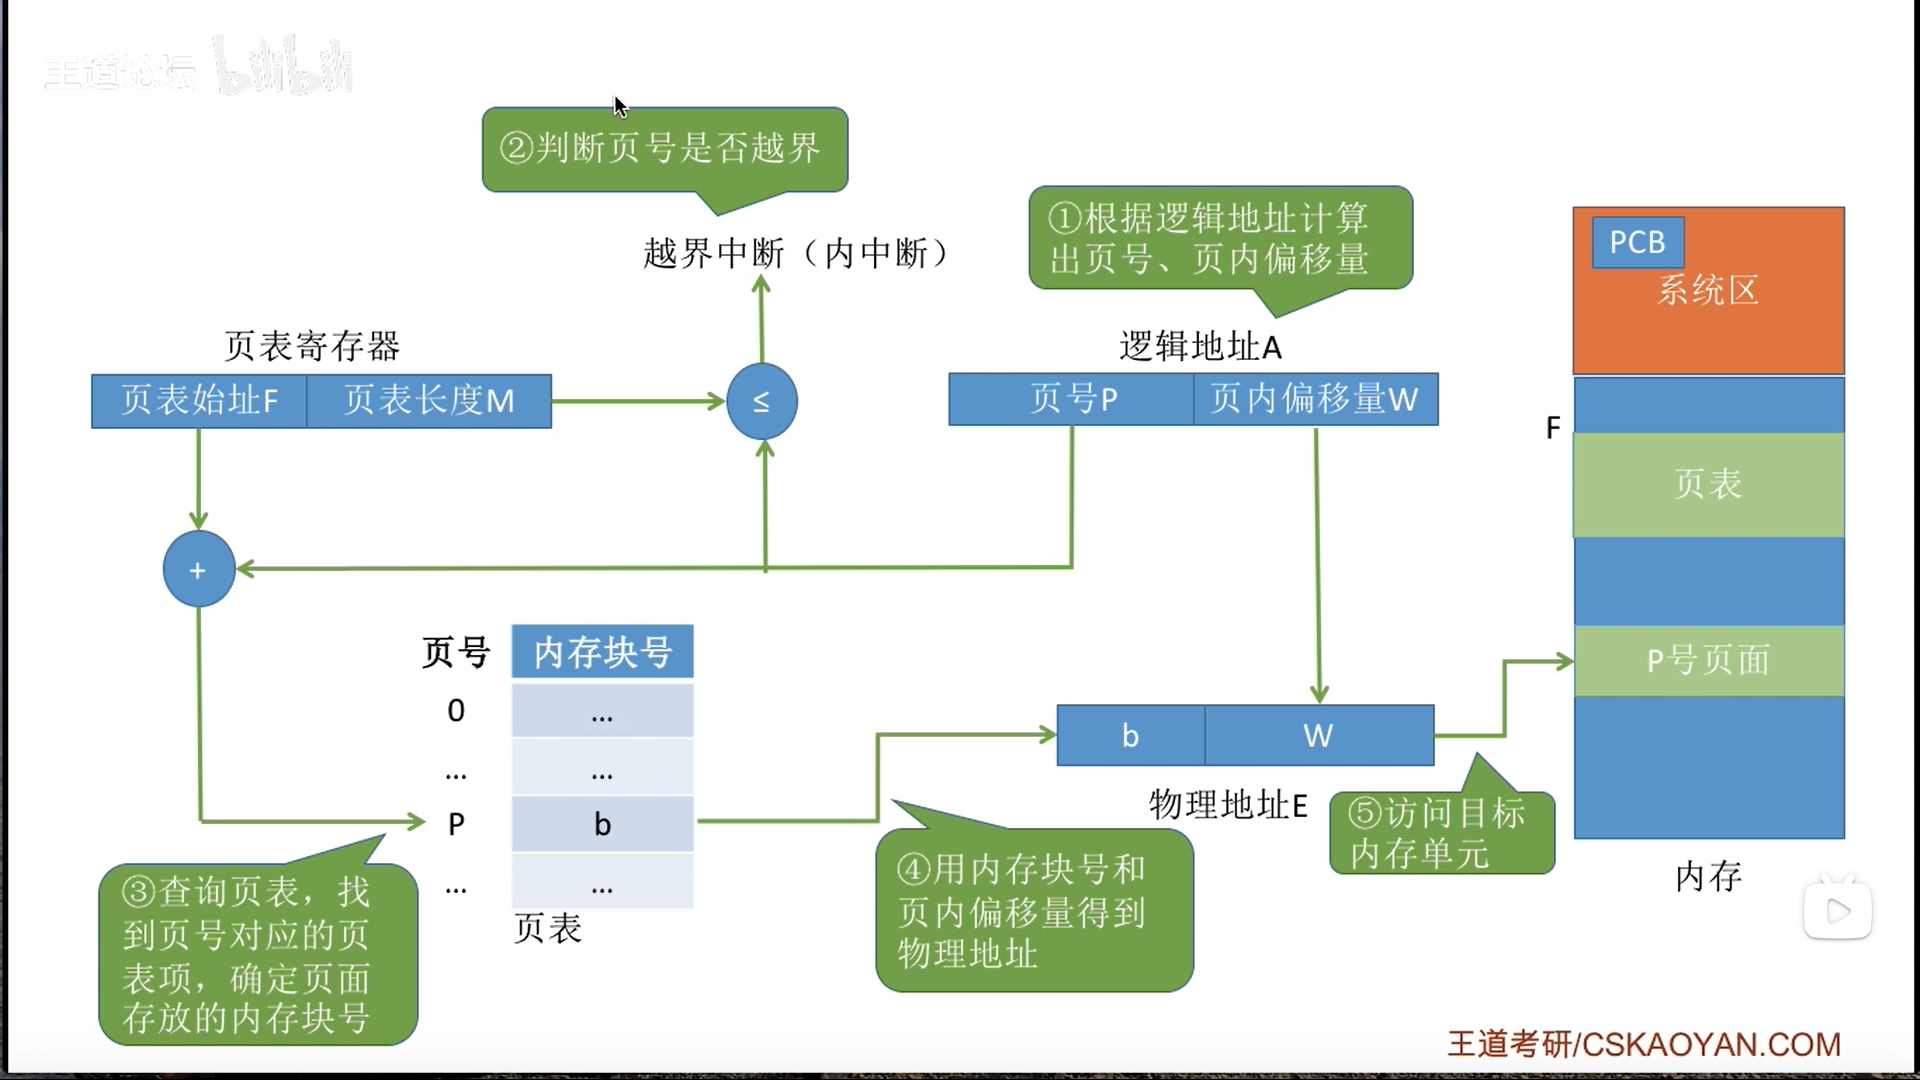 王道论坛 bilibili
②判断页号是否越界
①根据逻辑地址计算
出页号、页内偏移量
PCB
系统区
越界中断（内中断）
页表寄存器
逻辑地址A
页表始址F
页表长度M
≤
页号P
页内偏移量W
F
页表
+
页号
内存块号
0
...
...
...
P
b
...
...
页表
P号页面
b
W
物理地址E
③查询页表，找
到页号对应的页
表项，确定页面
存放的内存块号
④用内存块号和
页内偏移量得到
物理地址
⑤访问目标
内存单元
内存
王道考研/CSKAOYAN.COM